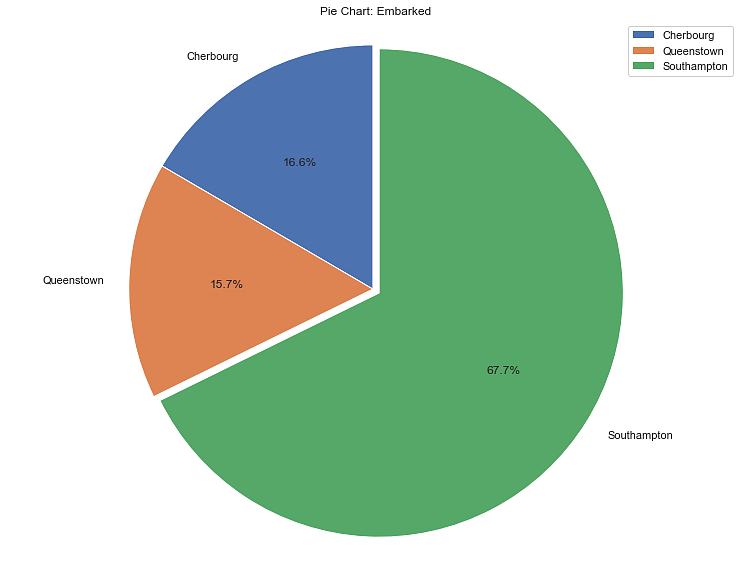 Pie Chart: Embarked
Cherbourg
Queenstown
Southampton
Cherbourg
16.6%
Queenstown
15.7%
67.7%
Southampton